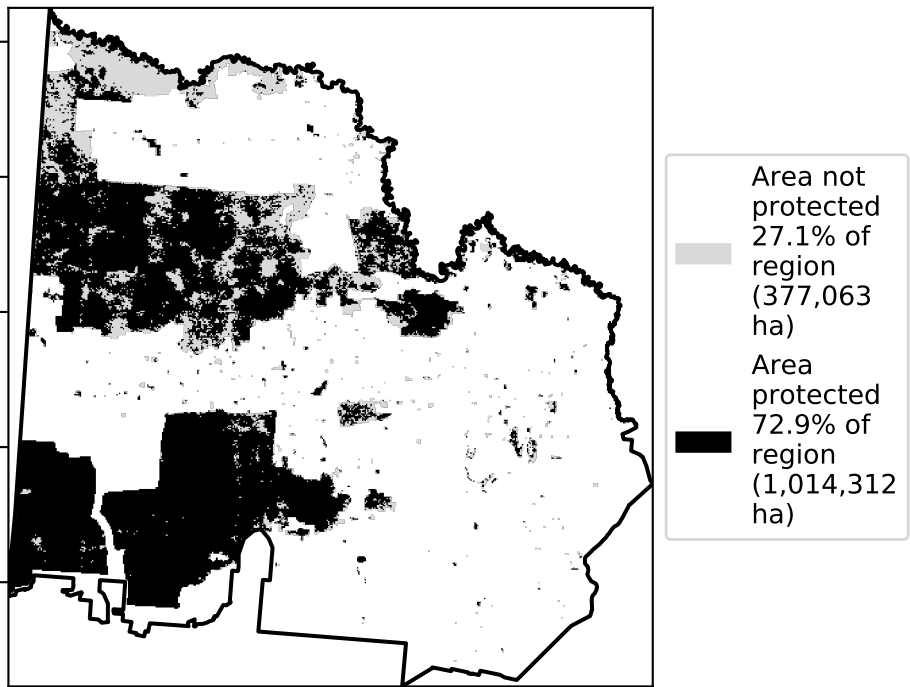 Area not
protected
27.1% of
region
(377,063
ha)
Area
protected
72.9% of
region
(1,014,312
ha)